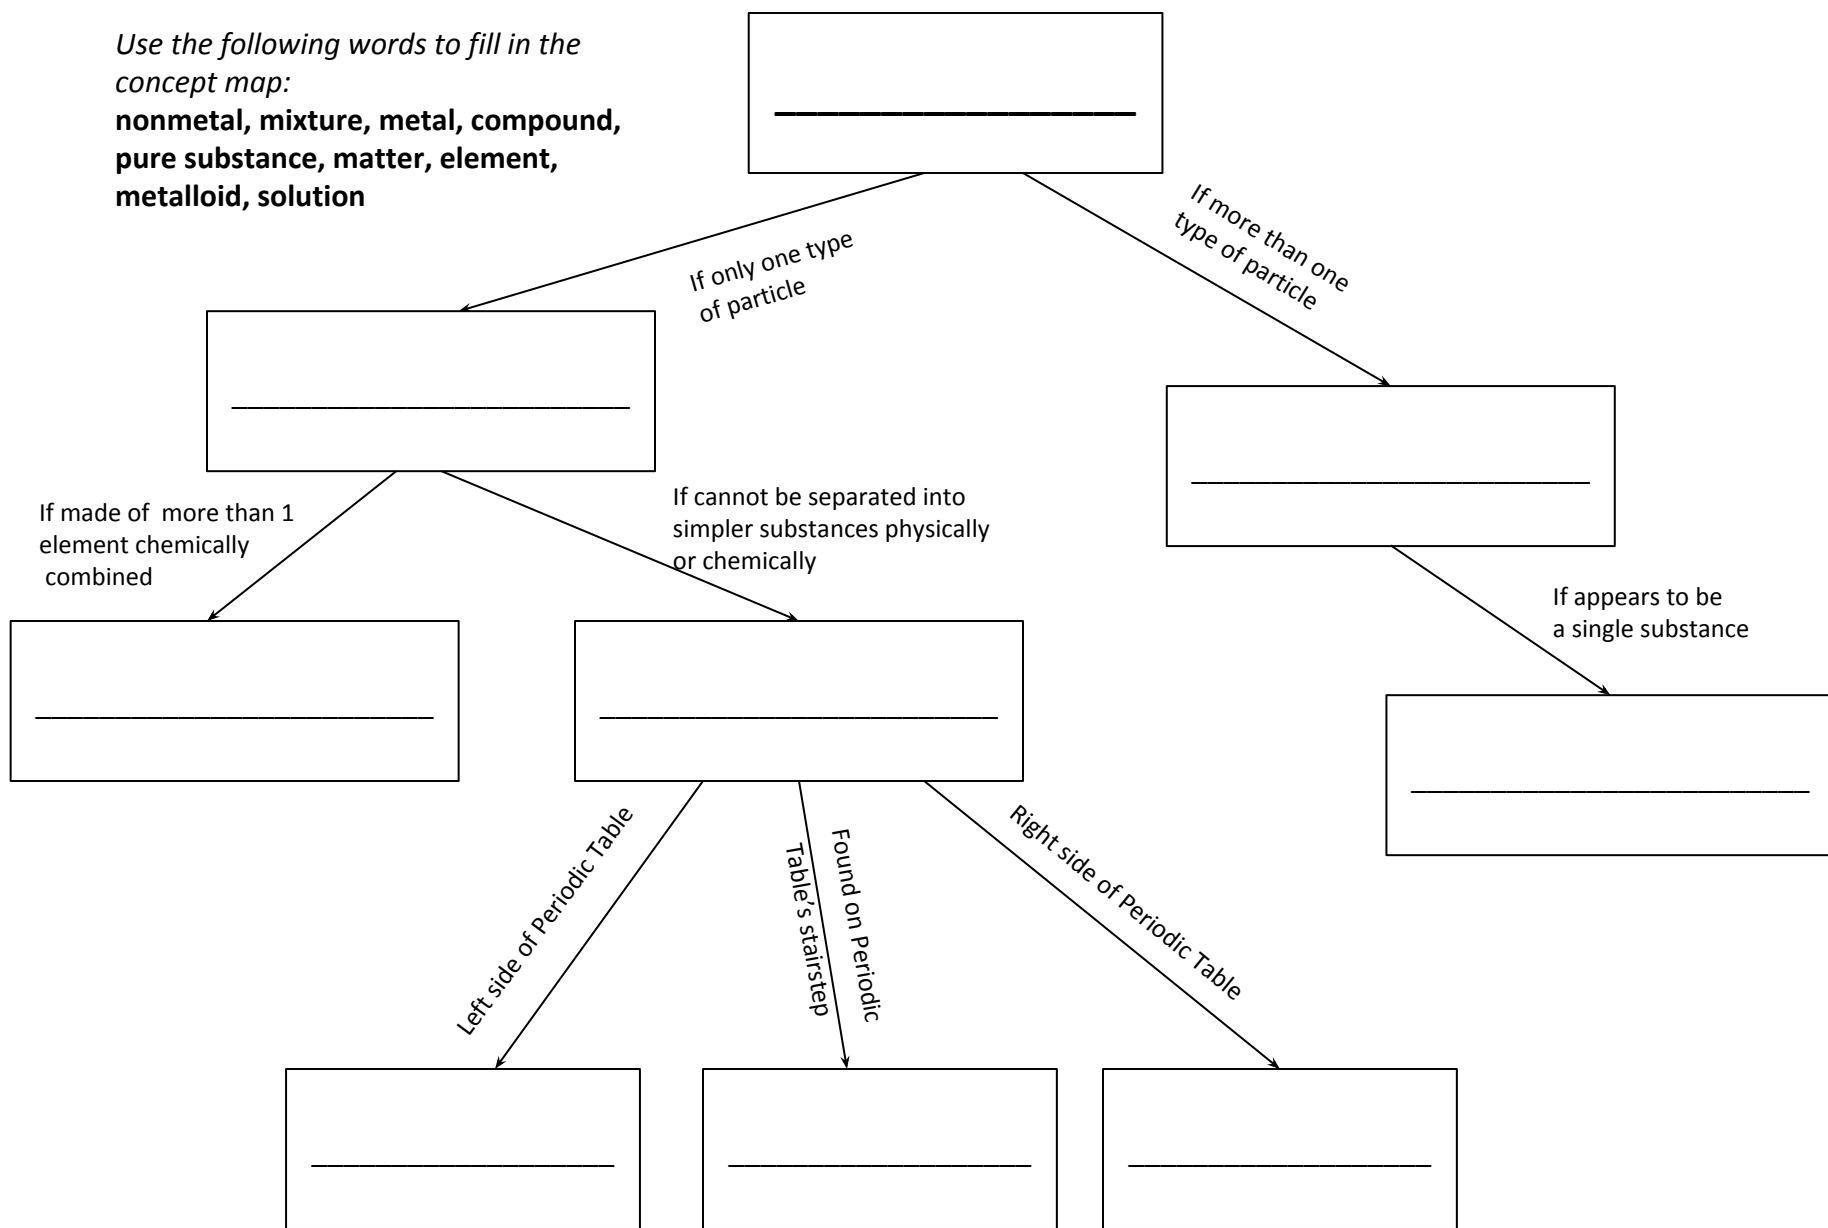 Use the following words to fill in the
concept map:
nonmetal, mixture, metal, compound,
pure substance, matter, element,
metalloid, solution
If only one type
of particle
If more than one
type of particle
If made of more than 1
element chemically
combined
If cannot be separated into
simpler substances physically
or chemically
If appears to be
a single substance
Left side of Periodic Table
Found on Periodic
Table’s stairstep
Right side of Periodic Table